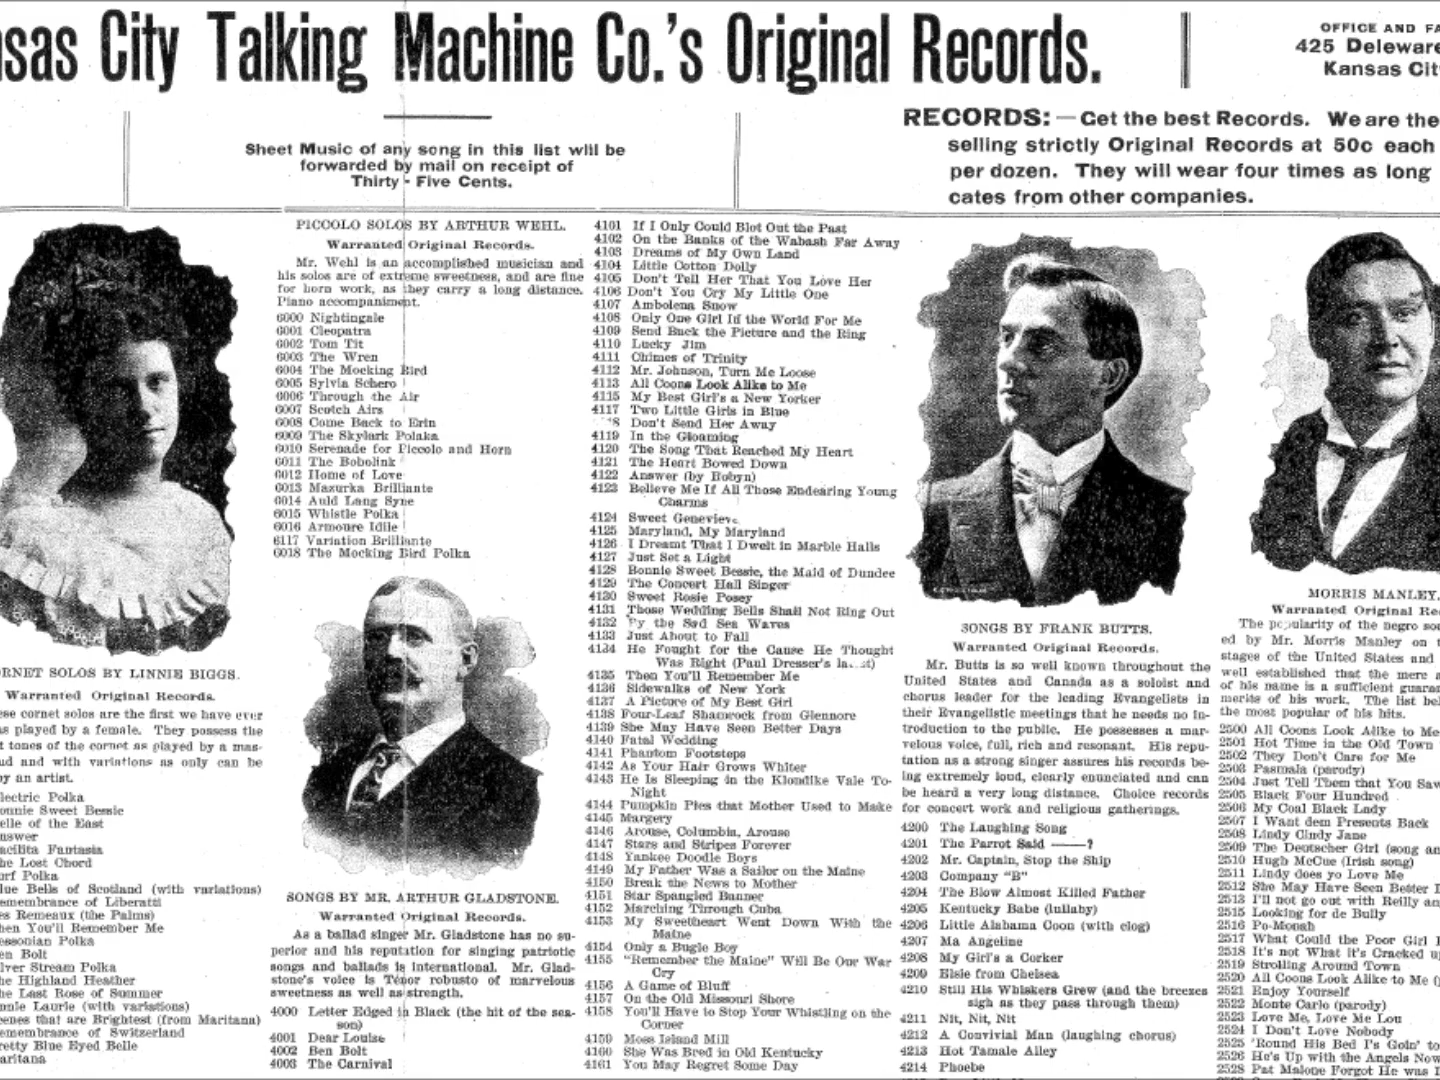 nsas City Talking Machine Co.'s Original Records.
OFFICE AND FA
425 Deleware
Kansas City
Sheet Music of any song in this list will be
forwarded by mail on receipt of
Thirty - Five Cents.
RECORDS:—Get the best Records. We are the
selling strictly Original Records at 50c each
per dozen. They will wear four times as long
cates from other companies.
RNET SOLOS BY LINNIE BIGGS.
Warranted Original Records.
ese cornet solos are the first we have ever
s played by a female. They possess the
t tones of the cornet as played by a mas-
ud and with variations as only can be
by an artist.
lectric Polka
onnie Sweet Bessie
elle of the East
nswer
acilita Fantasia
he Lost Chord
urf Polka
lue Bells of Scotland (with variations)
emembrance of Liberatti
es Remeaux (the Palms)
hen You'll Remember Me
essonian Polka
en Bolt
lver Stream Polka
he Highland Heather
he Last Rose of Summer
nnie Laurie (with variations)
cenes that are Brightest (from Maritana)
emembrance of Switzerland
retty Blue Eyed Belle
aritana
PICCOLO SOLOS BY ARTHUR WEHL.
Warranted Original Records.
Mr. Wehl is an accomplished musician and
his solos are of extreme sweetness, and are fine
for horn work, as they carry a long distance.
Piano accompaniment.
6000 Nightingale
6001 Cleopatra
6002 Tom Tit
6003 The Wren
6004 The Mocking Bird
6005 Sylvia Schero
6006 Through the Air
6007 Scotch Airs
6008 Come Back to Erin
6009 The Skylark Polaka
6010 Serenade for Piccolo and Horn
6011 The Bobolink
6012 Home of Love
6013 Mazurka Brilliante
6014 Auld Lang Syne
6015 Whistle Polka
6016 Armoure Idile
6117 Variation Brilliante
6018 The Mocking Bird Polka
SONGS BY MR. ARTHUR GLADSTONE.
Warranted Original Records.
As a ballad singer Mr. Gladstone has no su-
perior and his reputation for singing patriotic
songs and ballads is international. Mr. Glad-
stone's voice is Tenor robusto of marvelous
sweetness as well as strength.
4000 Letter Edged in Black (the hit of the sea-
son)
4001 Dear Louise
4002 Ben Bolt
4003 The Carnival
4101 If I Only Could Blot Out the Past
4102 On the Banks of the Wabash Far Away
4103 Dreams of My Own Land
4104 Little Cotton Dolly
4105 Don't Tell Her That You Love Her
4106 Don't You Cry My Little One
4107 Ambolena Snow
4108 Only One Girl in the World For Me
4109 Send Back the Picture and the Ring
4110 Lucky Jim
4111 Chimes of Trinity
4112 Mr. Johnson, Turn Me Loose
4113 All Coons Look Alike to Me
4115 My Best Girl's a New Yorker
4117 Two Little Girls in Blue
8 Don't Send Her Away
4119 In the Gloaming
4120 The Song That Reached My Heart
4121 The Heart Bowed Down
4122 Answer (by Robyn)
4123 Believe Me If All Those Endearing Young
Charms
4124 Sweet Genevieve
4125 Maryland, My Maryland
4126 I Dreamt That I Dwelt in Marble Halls
4127 Just Set a Light
4128 Bonnie Sweet Bessie, the Maid of Dundee
4129 The Concert Hall Singer
4130 Sweet Rosie Posey
4131 Those Wedding Bells Shall Not Ring Out
4132 By the Sad Sea Waves
4133 Just About to Fall
4134 He Fought for the Cause He Thought
Was Right (Paul Dresser's
4135 Then You'll Remember Me
4136 Sidewalks of New York
4137 A Picture of My Best Girl
4138 Four-Leaf Shamrock from Glennore
4139 She May Have Seen Better Days
4140 Fatal Wedding
4141 Phantom Footsteps
4142 As Your Hair Grows Whiter
4143 He Is Sleeping in the Klondike Vale To-
Night
4144 Pumpkin Pies that Mother Used to Make
4145 Margery
4146 Arouse, Columbia, Arouse
4147 Stars and Stripes Forever
4148 Yankee Doodle Boys
4149 My Father Was a Sailor on the Maine
4150 Break the News to Mother
4151 Star Spangled Banner
4152 Marching Through Cuba
4153 My Sweetheart Went Down With the
Maine
4154 Only a Bugle Boy
4155 "Remember the Maine" Will Be Our War
Cry
4156 A Game of Bluff
4157 On the Old Missouri Shore
4158 You'll Have to Stop Your Whistling on the
Corner
4159 Moss Island Mill
4160 She Was Bred in Old Kentucky
4161 You May Regret Some Day
SONGS BY FRANK BUTTS.
Warranted Original Records.
Mr. Butts is so well known throughout the
United States and Canada as a soloist and
chorus leader for the leading Evangelists in
their Evangelistic meetings that he needs no in-
troduction to the public. He possesses a mar-
velous voice, full, rich and resonant. His repu-
tation as a strong singer assures his records be-
ing extremely loud, clearly enunciated and can
be heard a very long distance. Choice records
for concert work and religious gatherings.
4200 The Laughing Song
4201 The Parrot Said ——?
4202 Mr. Captain, Stop the Ship
4203 Company "B"
4204 The Blow Almost Killed Father
4205 Kentucky Babe (lullaby)
4206 Little Alabama Coon (with clog)
4207 Ma Angeline
4208 My Girl's a Corker
4209 Elsie from Chelsea
4210 Still His Whiskers Grew (and the breezes
sigh as they pass through them)
4211 Nit, Nit, Nit
4212 A Convivial Man (laughing chorus)
4213 Hot Tamale Alley
4214 Phoebe
MORRIS MANLEY,
Warranted Original Re
The popularity of the negro so
ed by Mr. Morris Manley on t
stages of the United States and
well established that the mere
of his name is a sufficient guaran
merits of his work. The list bel
the most popular of his hits.
2500 All Coons Look Alike to Me
2501 Hot Time in the Old Town
2502 They Don't Care for Me
2503 Pasmala (parody)
2504 Just Tell Them that You Saw
2505 Black Four Hundred
2506 My Coal Black Lady
2507 I Want dem Presents Back
2508 Lindy Cindy Jane
2509 The Deutscher Girl (song an
2510 Hugh McCue (Irish song)
2511 Lindy does yo Love Me
2512 She May Have Seen Better D
2513 I'll not go out with Reilly an
2515 Looking for de Bully
2516 Po-Monah
2517 What Could the Poor Girl
2518 It's not What it's Cracked u
2519 Strolling Around Town
2520 All Coons Look Alike to Me (
2521 Enjoy Yourself
2522 Monte Carlo (parody)
2523 Love Me, Love Me Lou
2524 I Don't Love Nobody
2525 'Round His Bed I's Goin' to
2526 He's Up with the Angels Now
2528 Pat Malone Forgot He was I